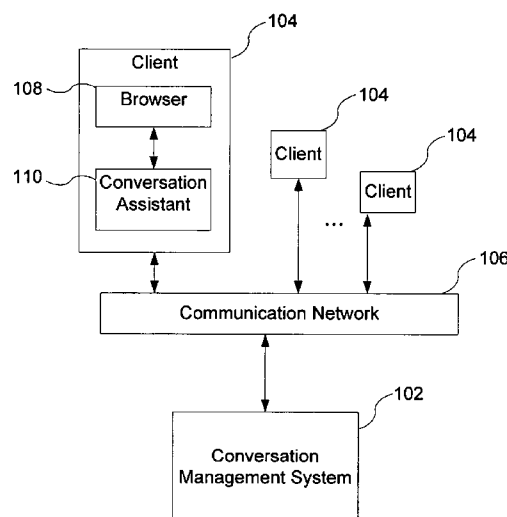 104
Client
108
Browser
110
Conversation
Assistant
104
Client
104
Client
...
106
Communication Network
102
Conversation
Management System